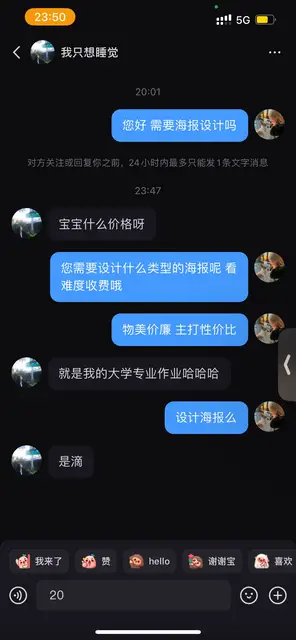 23:50
5G
我只想睡觉
20:01
您好 需要海报设计吗
对方关注或回复你之前，24小时内最多只能发1条文字消息
23:47
宝宝什么价格呀
您需要设计什么类型的海报呢 看
难度收费哦
物美价廉 主打性价比
就是我的大学专业作业哈哈哈
设计海报么
是滴
我来了
赞
hello
谢谢宝
喜欢
20